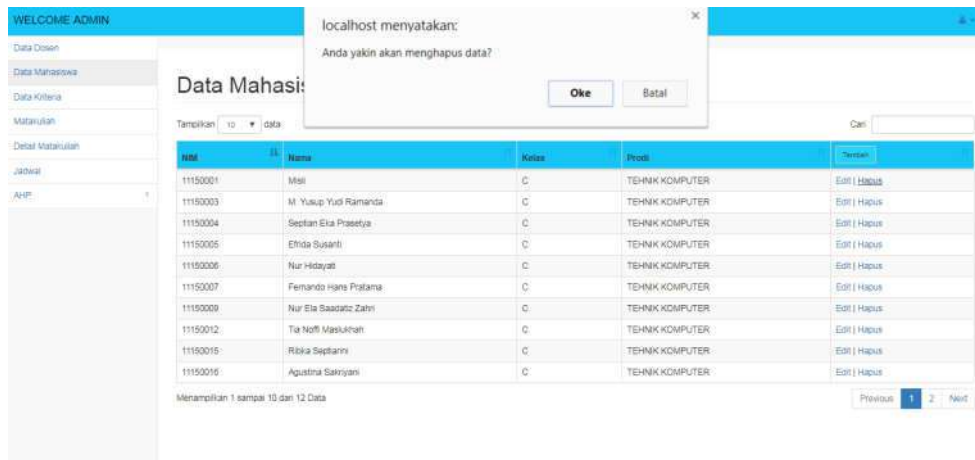 WELCOME ADMIN
localhost menyatakan:
×
Anda yakin akan menghapus data?
Oke Batal
Data Dosen
Data Mahasiswa
Data Kriteria
Matakuliah
Detail Matakuliah
Jadwal
AHP
Data Mahasis
Tampilkan 10 data
Cari
NIM Nama Kelas Prodi Tambah
11150001 Misli C TEHNIK KOMPUTER Edit | Hapus
11150003 M. Yusup Yudi Ramanda C TEHNIK KOMPUTER Edit | Hapus
11150004 Septian Eka Prasetya C TEHNIK KOMPUTER Edit | Hapus
11150005 Efrida Susanti C TEHNIK KOMPUTER Edit | Hapus
11150006 Nur Hidayati C TEHNIK KOMPUTER Edit | Hapus
11150007 Fernando Hans Pratama C TEHNIK KOMPUTER Edit | Hapus
11150009 Nur Ela Saadatiz Zahri C TEHNIK KOMPUTER Edit | Hapus
11150012 Tia Noffi Maslukhah C TEHNIK KOMPUTER Edit | Hapus
11150015 Ribka Septiarini C TEHNIK KOMPUTER Edit | Hapus
11150016 Agustina Sakriyani C TEHNIK KOMPUTER Edit | Hapus
Menampilkan 1 sampai 10 dari 12 Data
Previous 1 2 Next